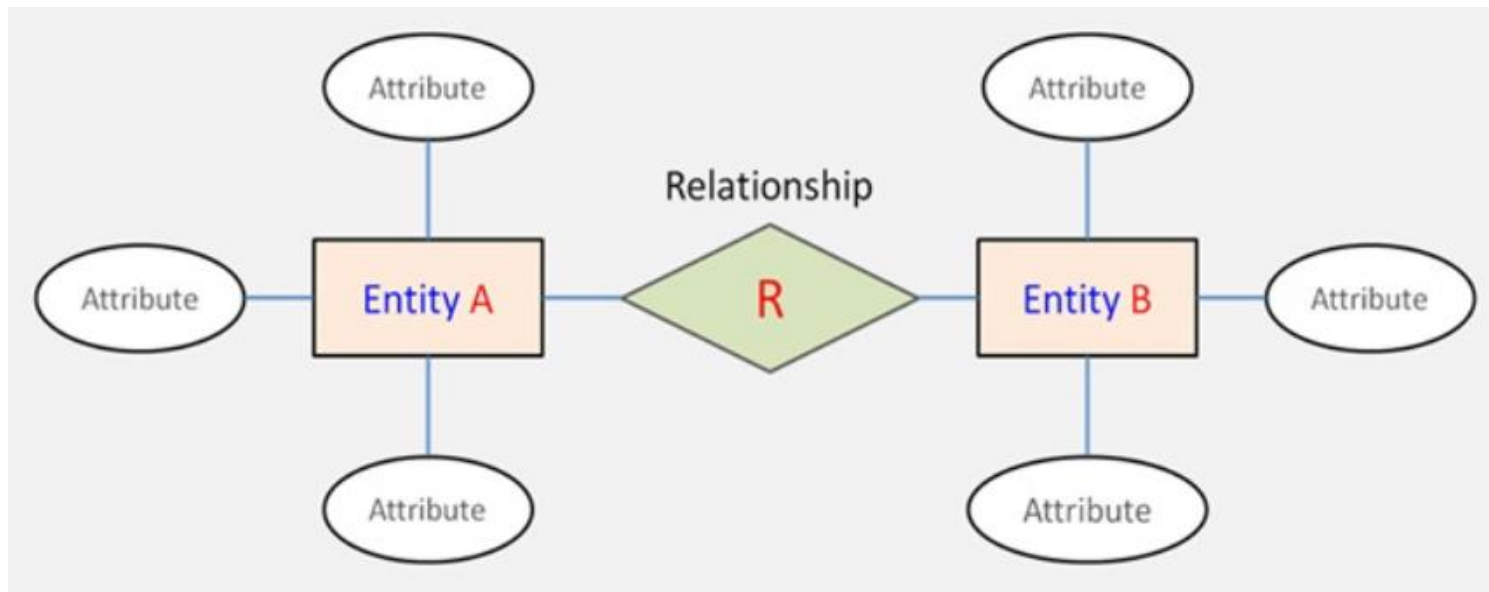 Attribute
Attribute
Relationship
Attribute
Entity A
R
Entity B
Attribute
Attribute
Attribute